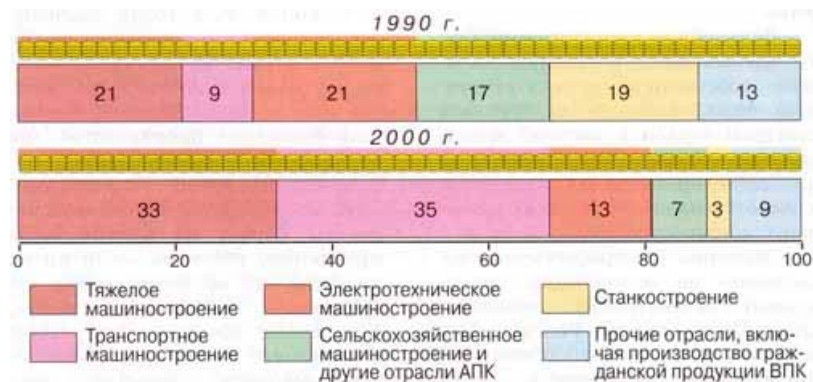 1990 г.
21 9 21 17 19 13
2000 г.
33 35 13 7 3 9
0 20 40 60 80 100
Тяжелое
машиностроение
Транспортное
машиностроение
Электротехническое
машиностроение
Сельскохозяйственное
машиностроение и
другие отрасли АПК
Станкостроение
Прочие отрасли, вклю-
чая производство граж-
данской продукции ВПК